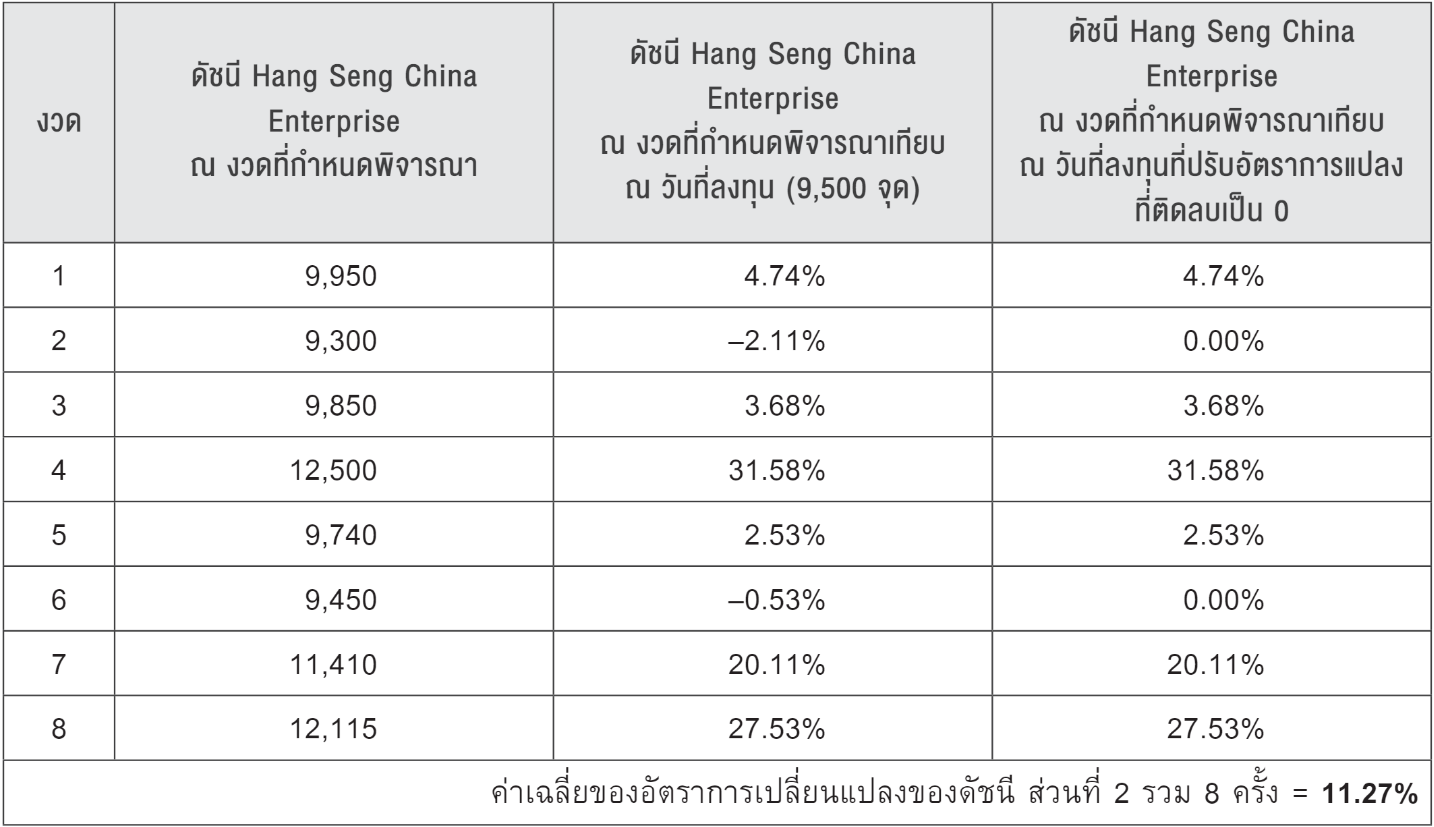 งวด
ดัชนี Hang Seng China
Enterprise
ณ งวดที่กำหนดพิจารณา
ดัชนี Hang Seng China
Enterprise
ณ งวดที่กำหนดพิจารณาเทียบ
ณ วันที่ลงทุน (9,500 จุด)
ดัชนี Hang Seng China
Enterprise
ณ งวดที่กำหนดพิจารณาเทียบ
ณ วันที่ลงทุนที่ปรับอัตราการแปลง
ที่ติดลบเป็น 0
1 9,950 4.74% 4.74%
2 9,300 –2.11% 0.00%
3 9,850 3.68% 3.68%
4 12,500 31.58% 31.58%
5 9,740 2.53% 2.53%
6 9,450 –0.53% 0.00%
7 11,410 20.11% 20.11%
8 12,115 27.53% 27.53%
ค่าเฉลี่ยของอัตราการเปลี่ยนแปลงของดัชนี ส่วนที่ 2 รวม 8 ครั้ง = 11.27%